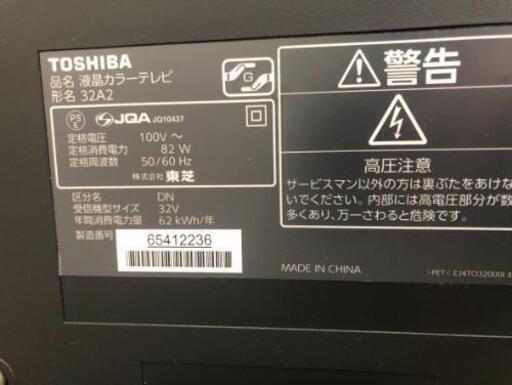 TOSHIBA
品名 液晶カラーテレビ
形名 32A2
G
PS
E
JQA JQ10437
定格電圧 100V ～
定格消費電力 82 W
定格周波数 50/60 Hz
株式会社 東芝
区分名 DN
受信機型サイズ 32V
年間消費電力量 62 kWh/年
製造番号 65412236
警告
高圧注意
サービスマン以外の方は裏ぶたをあけな
いでください。内部には高電圧部分が数
多くあり、万一さわると危険です。
MADE IN CHINA
>PET<